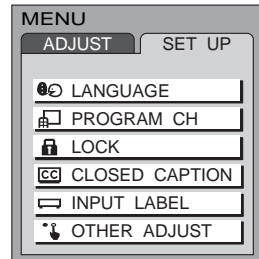 MENU
ADJUST SET UP
LANGUAGE
PROGRAM CH
LOCK
CC CLOSED CAPTION
INPUT LABEL
OTHER ADJUST